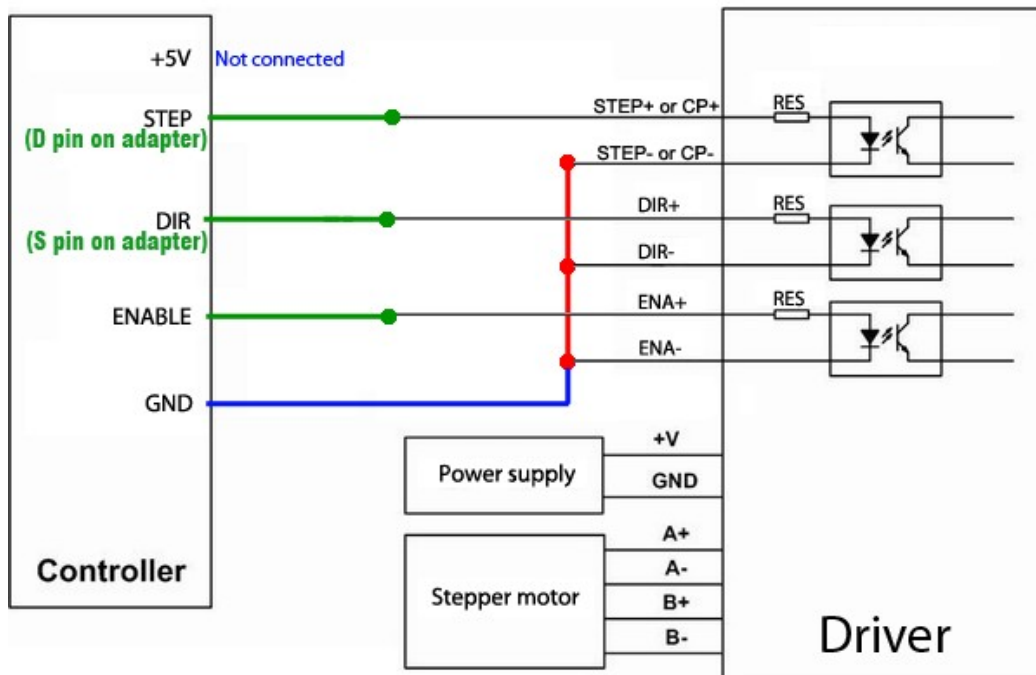 +5V Not connected
STEP
(D pin on adapter)
STEP+ or CP+
RES
STEP- or CP-
DIR
(S pin on adapter)
DIR+
RES
DIR-
ENABLE
ENA+
RES
ENA-
GND
Power supply
+V
GND
Controller
Stepper motor
A+
A-
B+
B-
Driver